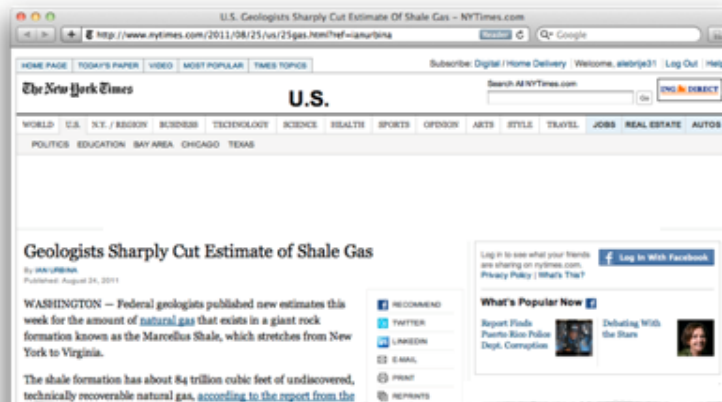 U.S. Geologists Sharply Cut Estimate Of Shale Gas – NYTimes.com
http://www.nytimes.com/2011/08/25/us/25gas.html?ref=ianurbina Reader Google
HOME PAGE TODAY'S PAPER VIDEO MOST POPULAR TIMES TOPICS
Subscribe: Digital / Home Delivery Welcome, alebrije31 Log Out Help
The New York Times
U.S.
Search All NYTimes.com
Go
ING DIRECT
WORLD U.S. N.Y. / REGION BUSINESS TECHNOLOGY SCIENCE HEALTH SPORTS OPINION ARTS STYLE TRAVEL JOBS REAL ESTATE AUTOS
POLITICS EDUCATION BAY AREA CHICAGO TEXAS
Geologists Sharply Cut Estimate of Shale Gas
By IAN URBINA
Published: August 24, 2011
WASHINGTON — Federal geologists published new estimates this
week for the amount of natural gas that exists in a giant rock
formation known as the Marcellus Shale, which stretches from New
York to Virginia.
The shale formation has about 84 trillion cubic feet of undiscovered,
technically recoverable natural gas, according to the report from the
RECOMMEND
TWITTER
LINKEDIN
E-MAIL
PRINT
REPRINTS
Log in to see what your friends
are sharing on nytimes.com.
Privacy Policy | What's This?
Log In With Facebook
What's Popular Now
Report Finds
Puerto Rico Police
Dept. Corruption
Debating With
the Stars